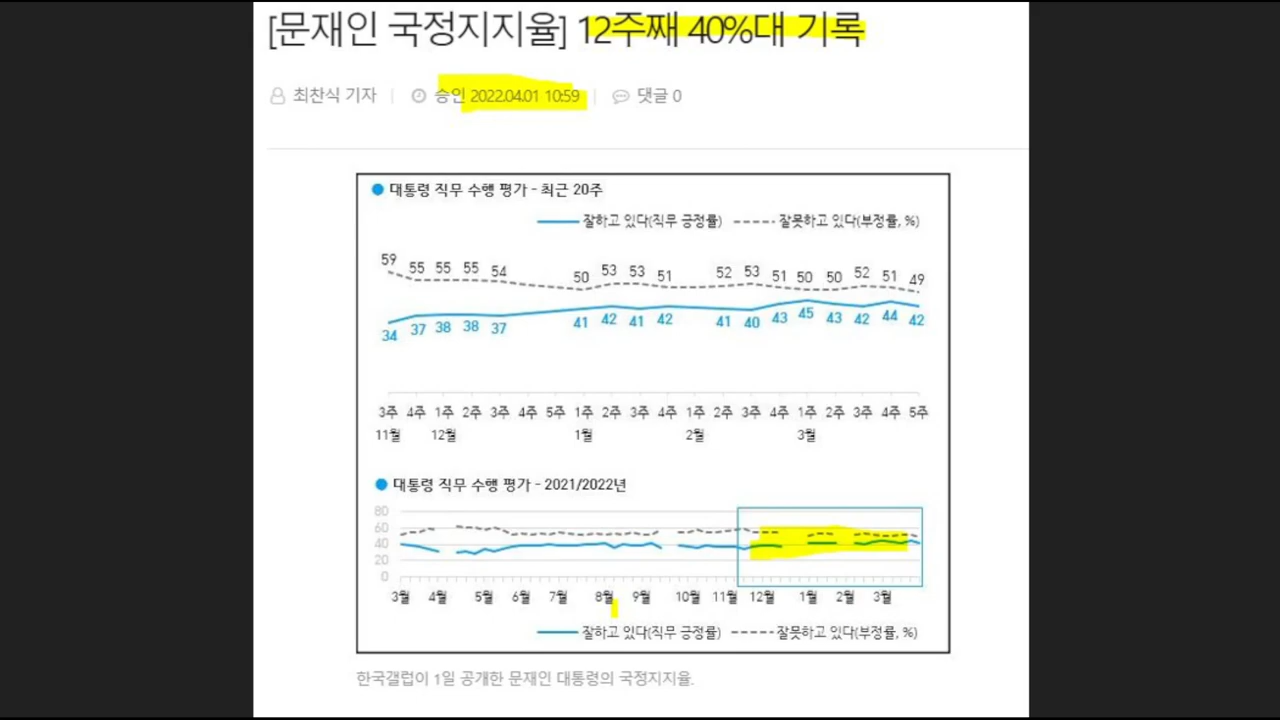 [문재인 국정지지율] 12주째 40%대 기록
최찬식 기자 승인 2022.04.01 10:59 댓글 0
대통령 직무 수행 평가 - 최근 20주
잘하고 있다(직무 긍정률) 잘못하고 있다(부정률, %)
59 55 55 55 54 50 53 53 51 52 53 51 50 50 52 51 49
34 37 38 38 37 41 42 41 42 41 40 43 45 43 42 44 42
3주 4주 1주 2주 3주 4주 5주 1주 2주 3주 4주 1주 2주 3주 4주 1주 2주 3주 4주 5주
11월 12월 1월 2월 3월
대통령 직무 수행 평가 - 2021/2022년
80
60
40
20
0
3월 4월 5월 6월 7월 8월 9월 10월 11월 12월 1월 2월 3월
잘하고 있다(직무 긍정률) 잘못하고 있다(부정률, %)
한국갤럽이 1일 공개한 문재인 대통령의 국정지지율.